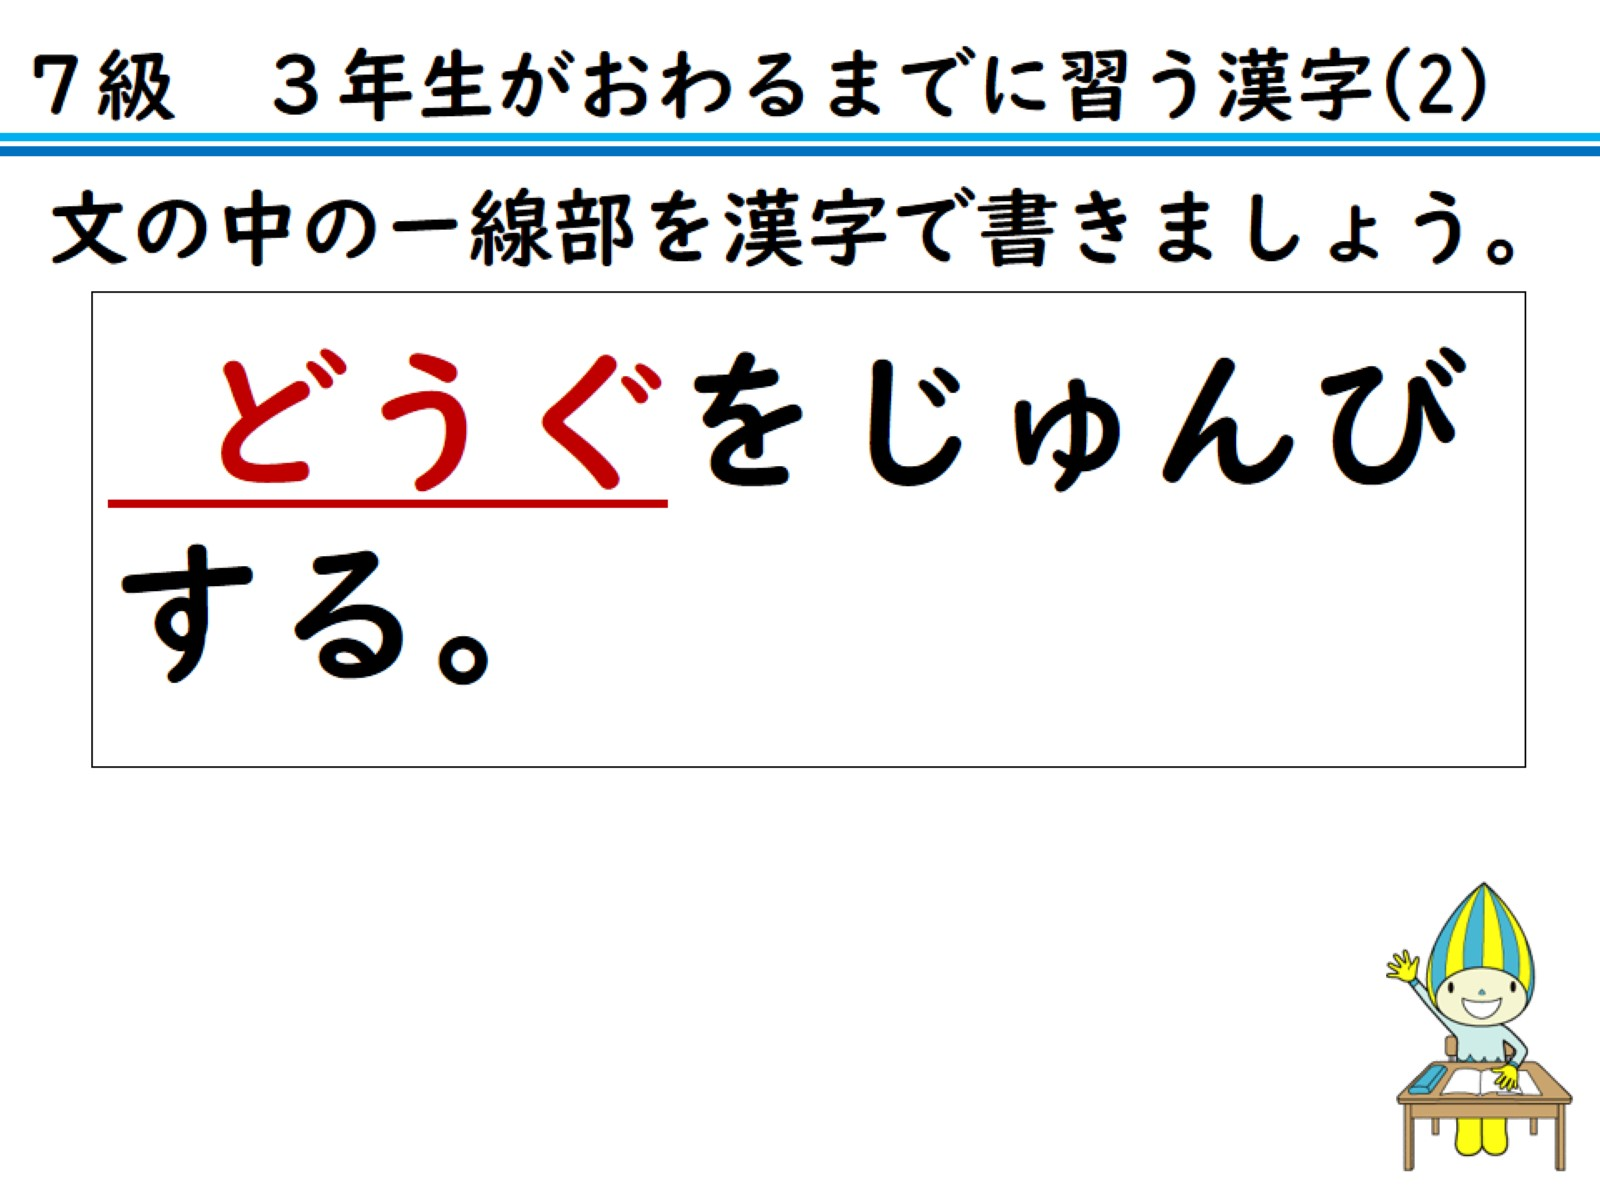 ７級　３年生がおわるまでに習う漢字(2)
文の中の一線部を漢字で書きましょう。
どうぐをじゅんび
する。